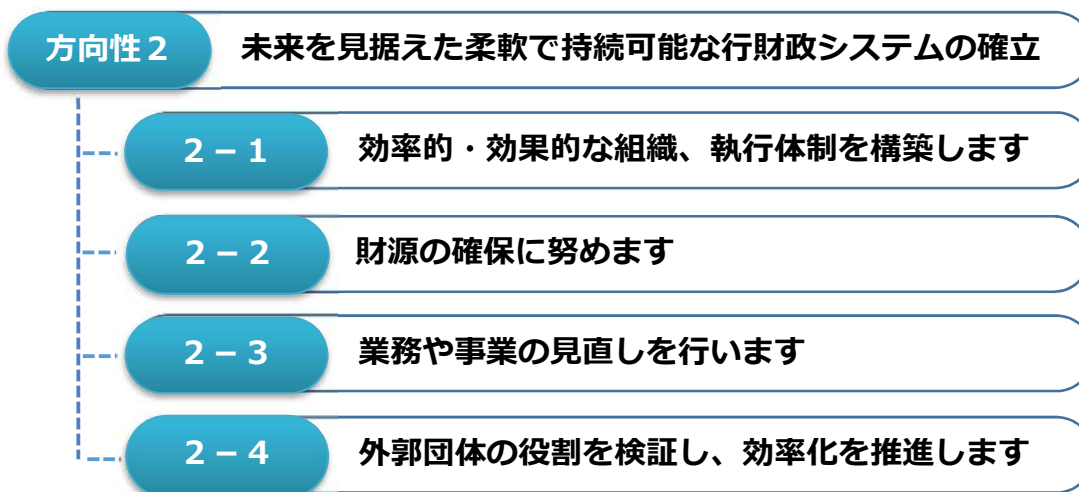 方向性２ 未来を見据えた柔軟で持続可能な行財政システムの確立
２－１ 効率的・効果的な組織、執行体制を構築します
２－２ 財源の確保に努めます
２－３ 業務や事業の見直しを行います
２－４ 外郭団体の役割を検証し、効率化を推進します